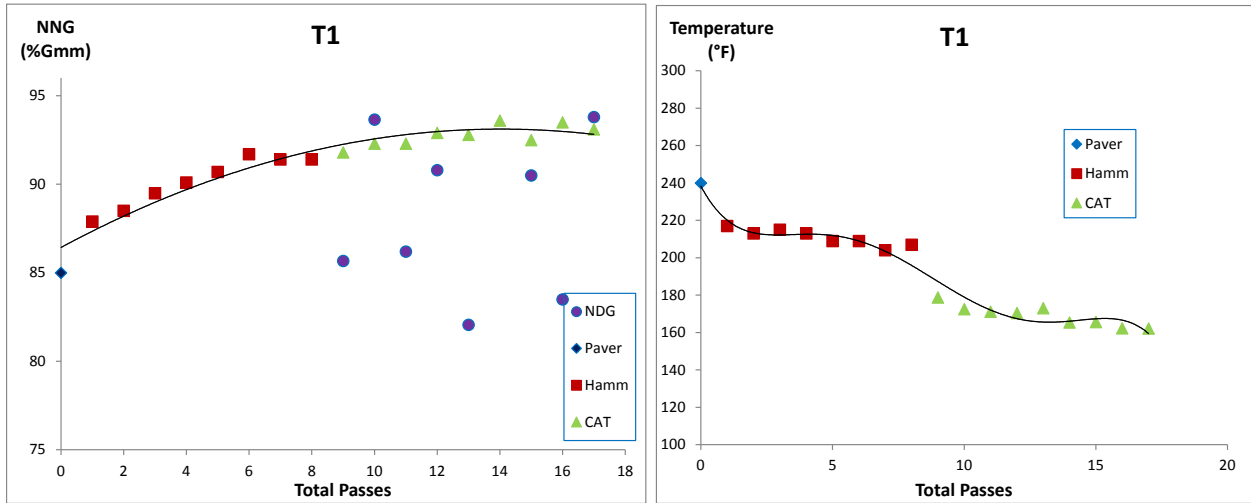 NNG
(%Gmm)
T1
95
90
85
80
75
0
2
4
6
8
10
12
14
16
18
Total Passes
NDG
Paver
Hamm
CAT
Temperature
(°F)
T1
300
280
260
240
220
200
180
160
140
120
100
0
5
10
15
20
Total Passes
Paver
Hamm
CAT